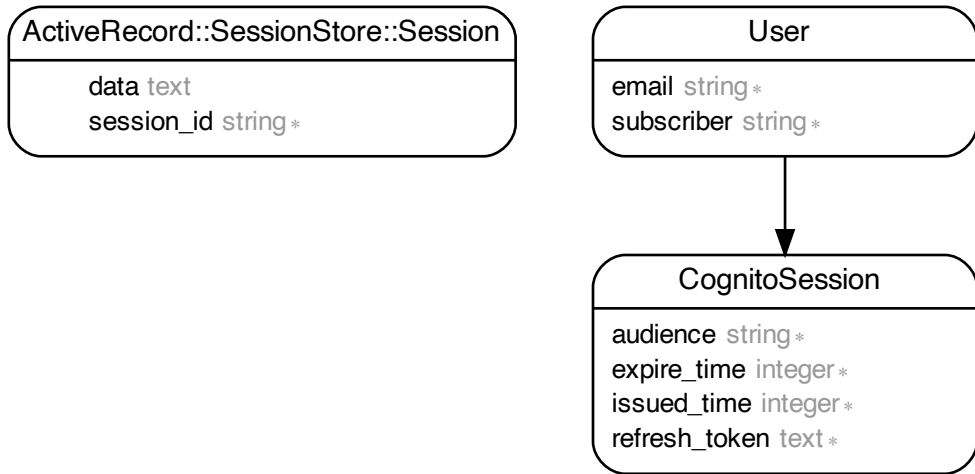 ActiveRecord::SessionStore::Session
data text
session_id string *
User
email string *
subscriber string *
CognitoSession
audience string *
expire_time integer *
issued_time integer *
refresh_token text *